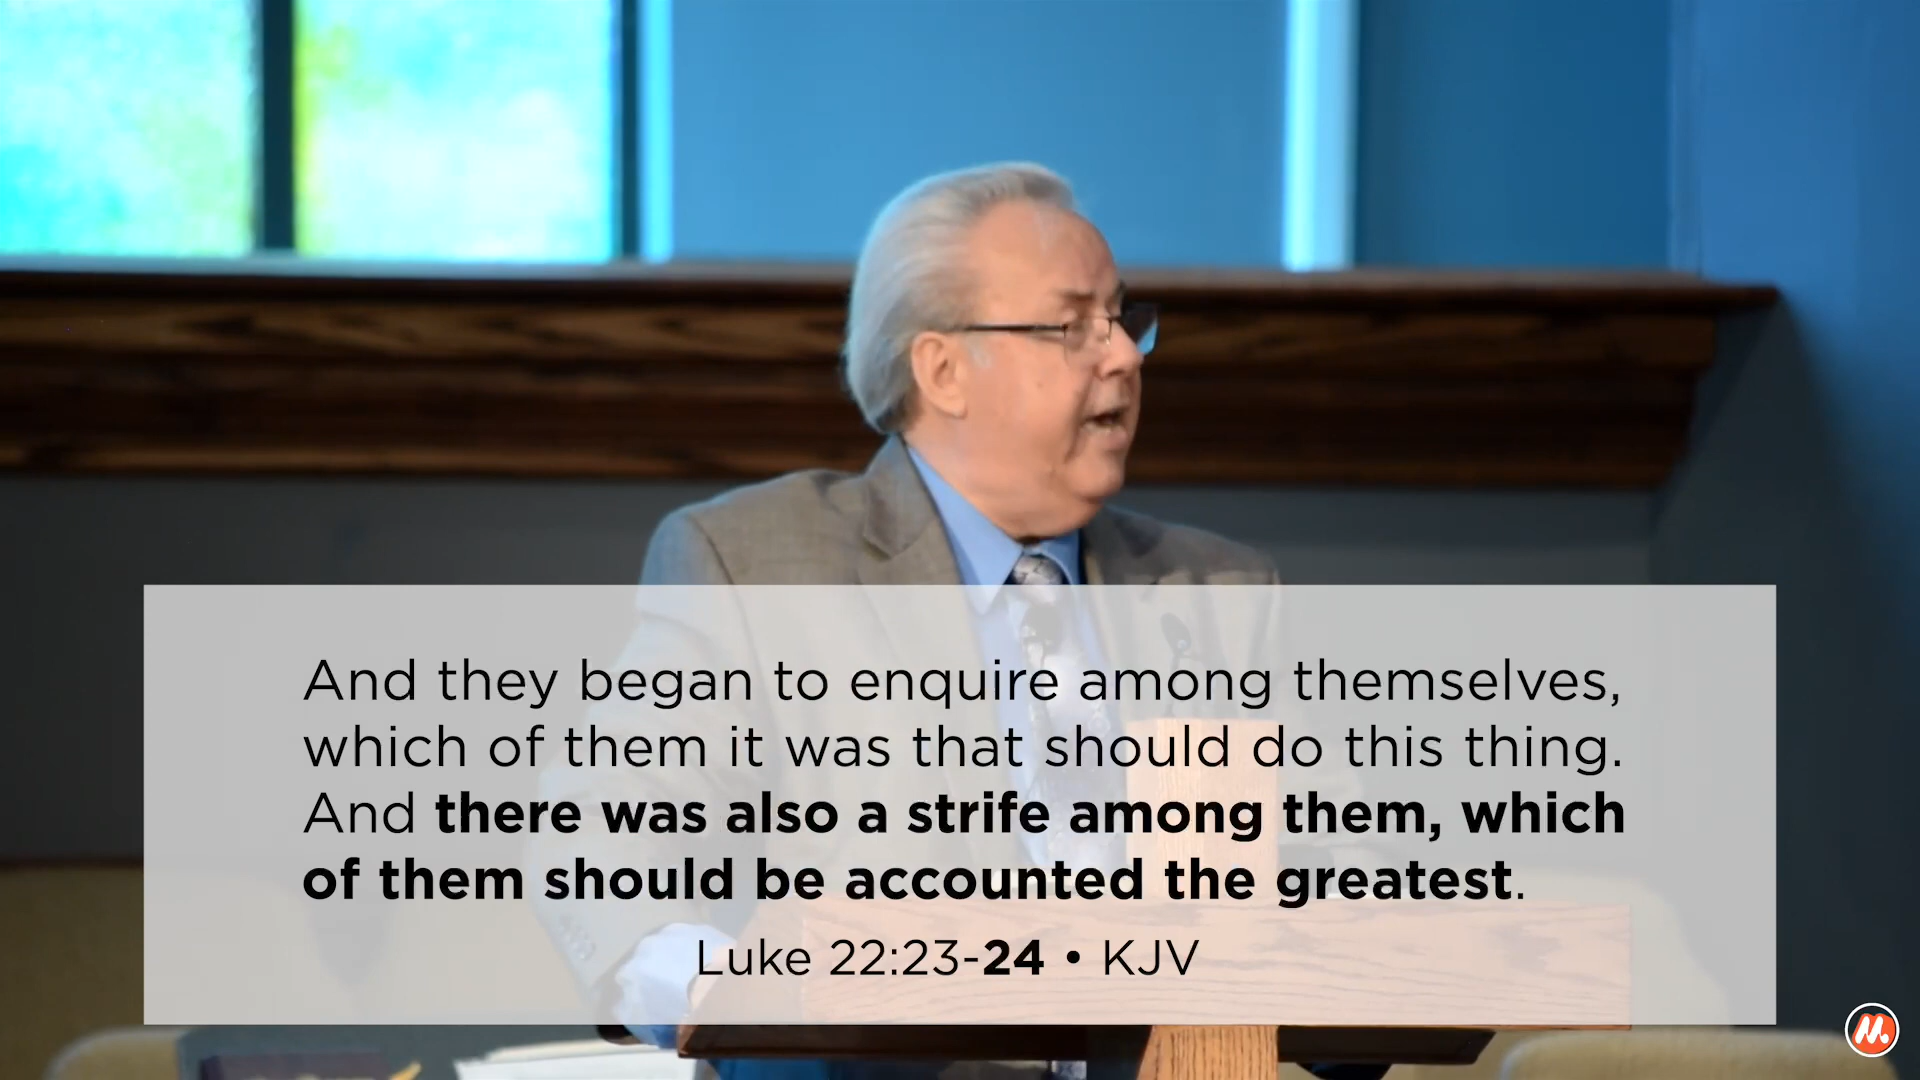 And they began to enquire among themselves,
which of them it was that should do this thing.
And there was also a strife among them, which
of them should be accounted the greatest.
Luke 22:23-24 • KJV
M